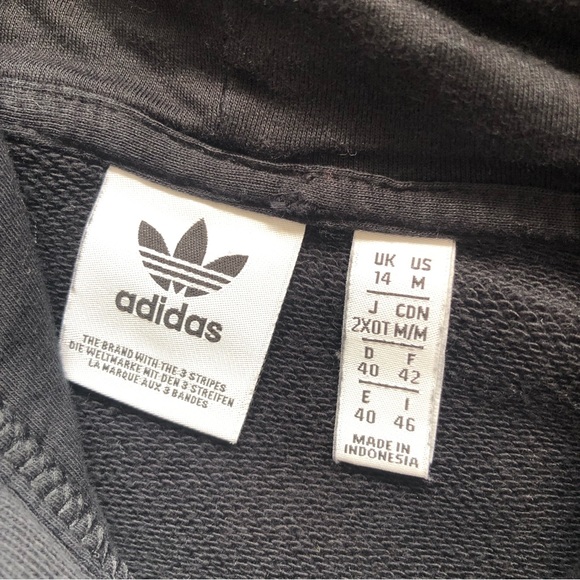 adidas
THE BRAND WITH THE 3 STRIPES
DIE WELTMARKE MIT DEN 3 STREIFEN
LA MARQUE AUX 3 BANDES
UK US
14 M
J CDN
2XOT M/M
D F
40 42
E I
40 46
MADE IN
INDONESIA